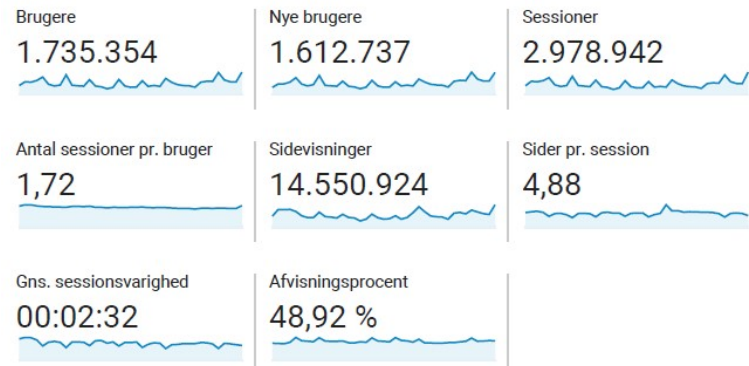 Brugere
1.735.354
Nye brugere
1.612.737
Sessioner
2.978.942
Antal sessioner pr. bruger
1,72
Sidevisninger
14.550.924
Sider pr. session
4,88
Gns. sessionsvarighed
00:02:32
Afvisningsprocent
48,92 %